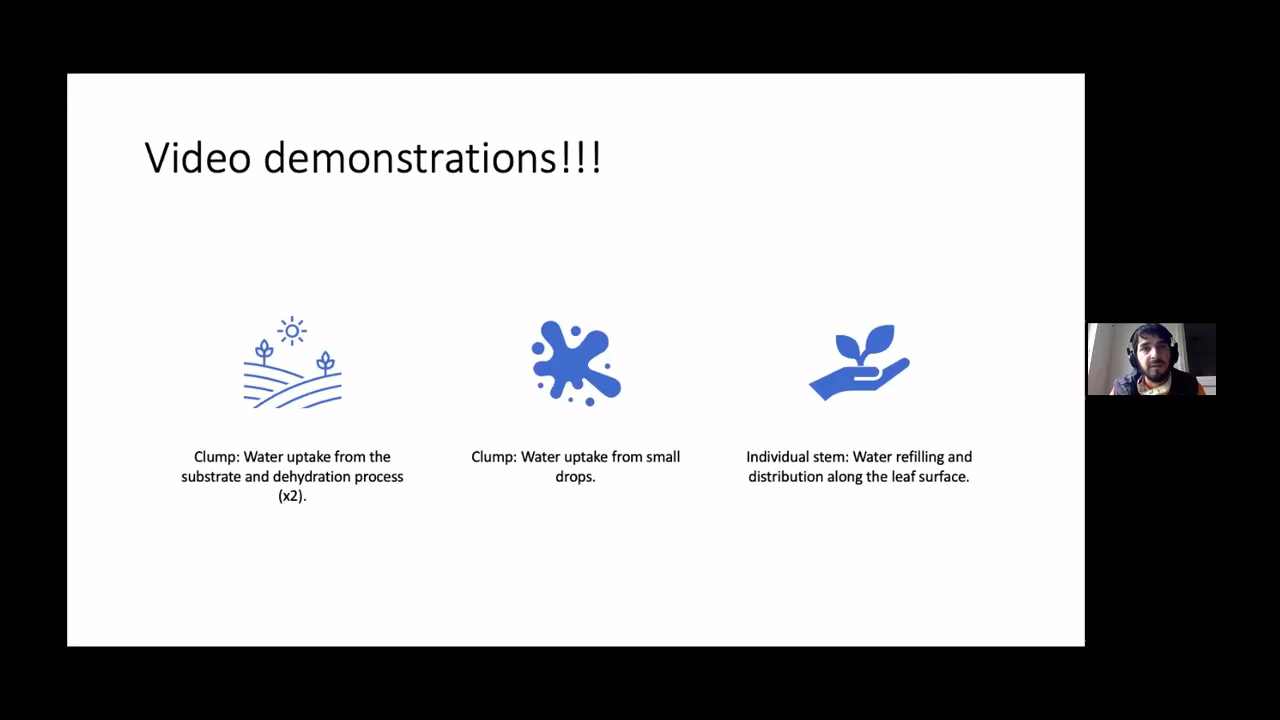 Video demonstrations!!!
Clump: Water uptake from the
substrate and dehydration process
(x2).
Clump: Water uptake from small
drops.
Individual stem: Water refilling and
distribution along the leaf surface.